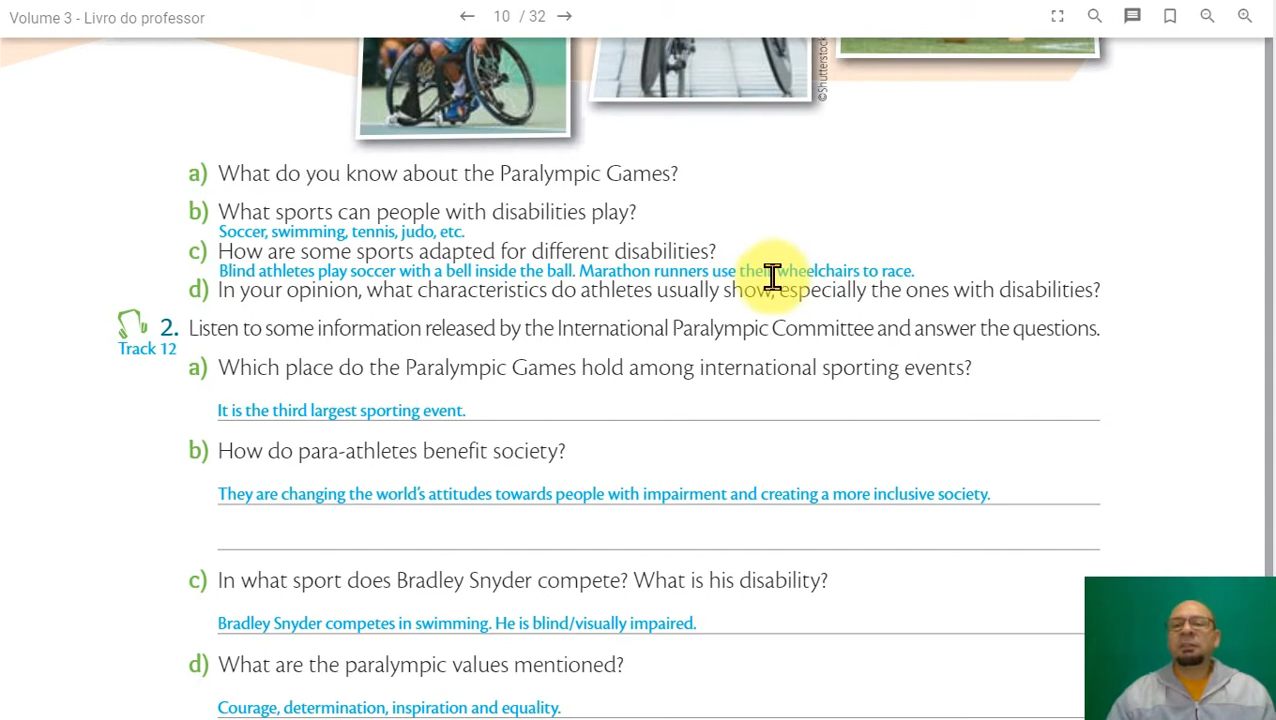 Volume 3 - Livro do professor
10 / 32
©Shutterstock
a) What do you know about the Paralympic Games?
b) What sports can people with disabilities play?
Soccer, swimming, tennis, judo, etc.
c) How are some sports adapted for different disabilities?
Blind athletes play soccer with a bell inside the ball. Marathon runners use their wheelchairs to race.
d) In your opinion, what characteristics do athletes usually show, especially the ones with disabilities?
2. Listen to some information released by the International Paralympic Committee and answer the questions.
Track 12
a) Which place do the Paralympic Games hold among international sporting events?
It is the third largest sporting event.
b) How do para-athletes benefit society?
They are changing the world's attitudes towards people with impairment and creating a more inclusive society.
c) In what sport does Bradley Snyder compete? What is his disability?
Bradley Snyder competes in swimming. He is blind/visually impaired.
d) What are the paralympic values mentioned?
Courage, determination, inspiration and equality.